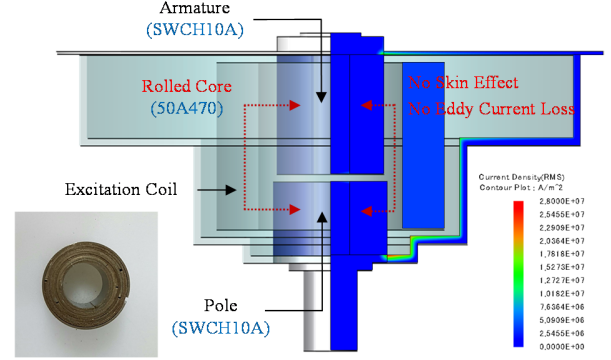 Armature
(SWCH10A)
Rolled Core
(50A470)
No Skin Effect
No Eddy Current Loss
Excitation Coil
Pole
(SWCH10A)
Current Density(RMS)
Contour Plot : A/m^2
2,8000E+07
2,5455E+07
2,2909E+07
2,0364E+07
1,7818E+07
1,5273E+07
1,2727E+07
1,0182E+07
7,6364E+06
5,0909E+06
2,5455E+06
0,0000E+00